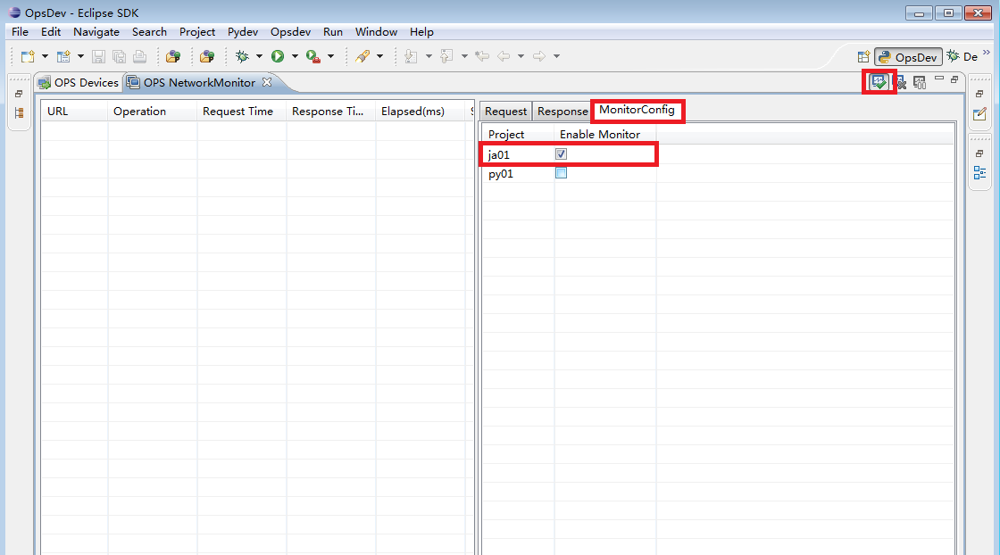 OpsDev - Eclipse SDK
File Edit Navigate Search Project Pydev Opsdev Run Window Help
OpsDev De »
OPS Devices OPS NetworkMonitor
URL Operation Request Time Response Ti... Elapsed(ms)
Request Response MonitorConfig
Project Enable Monitor
ja01
py01